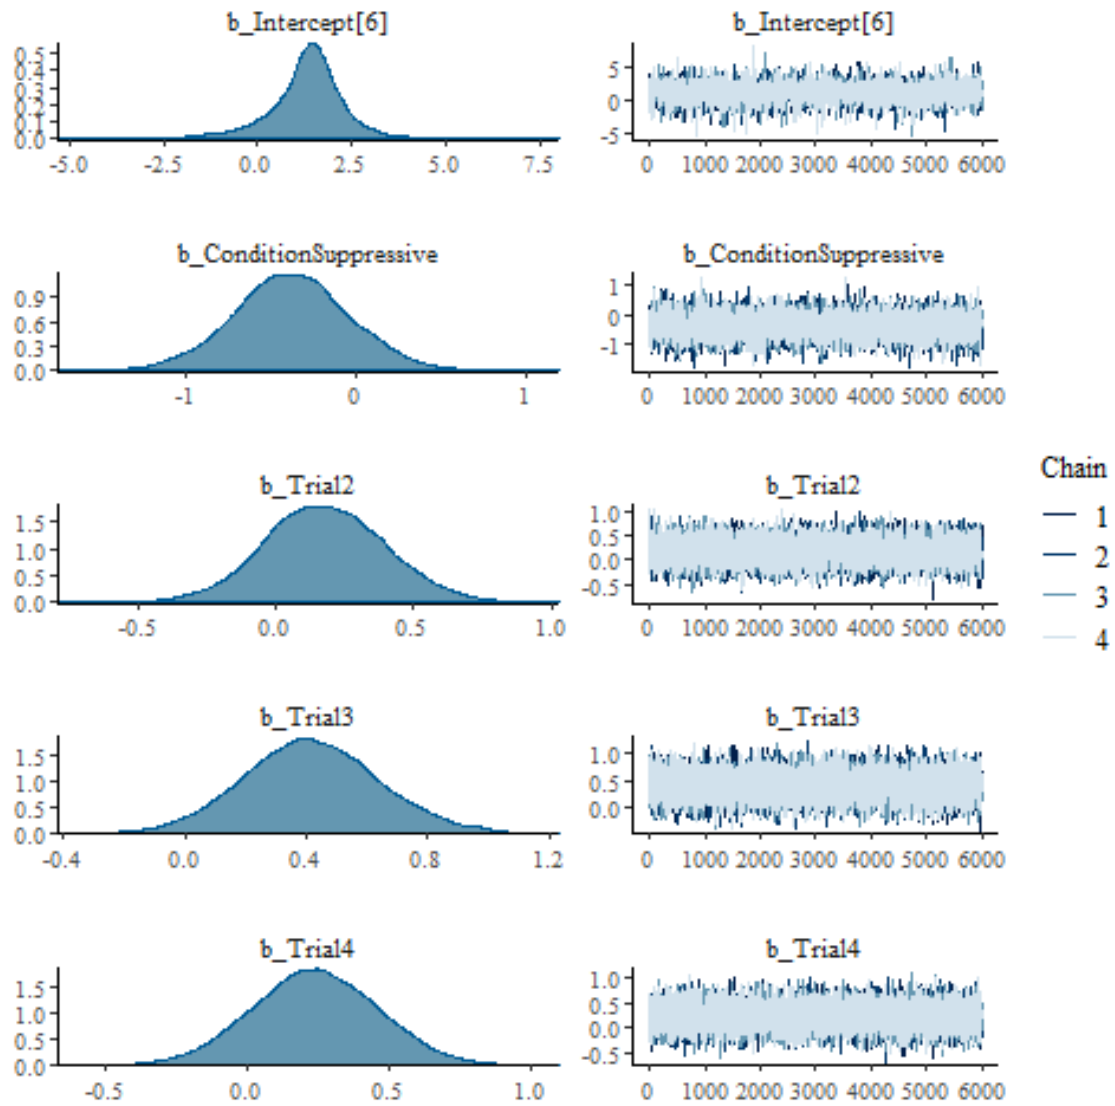 b_Intercept[6] b_Intercept[6]
0.5
0.4
0.3
0.2
0.1
0.0
-5.0 -2.5 0.0 2.5 5.0 7.5
5
0
-5
0 1000 2000 3000 4000 5000 6000
b_ConditionSuppressive b_ConditionSuppressive
0.9
0.6
0.3
0.0
-1 0 1
1
0
-1
0 1000 2000 3000 4000 5000 6000
b_Trial2 b_Trial2
1.5
1.0
0.5
0.0
-0.5 0.0 0.5 1.0
1.0
0.5
0.0
-0.5
0 1000 2000 3000 4000 5000 6000
b_Trial3 b_Trial3
1.5
1.0
0.5
0.0
-0.4 0.0 0.4 0.8 1.2
1.0
0.5
0.0
0 1000 2000 3000 4000 5000 6000
b_Trial4 b_Trial4
1.5
1.0
0.5
0.0
-0.5 0.0 0.5 1.0
1.0
0.5
0.0
-0.5
0 1000 2000 3000 4000 5000 6000
Chain
1
2
3
4